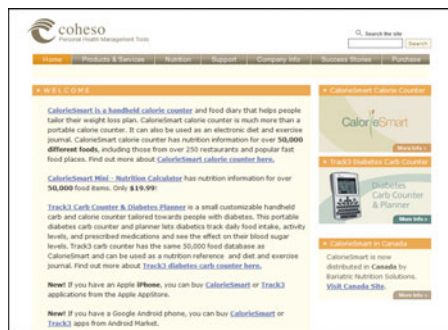 coheso
Personal Health Management Tools
Search the site
Search
Home Products & Services Nutrition Support Company Info Success Stories Purchase
WELCOME
CalorieSmart is a handheld calorie counter and food diary that helps people
tailor their weight loss plan. CalorieSmart calorie counter is much more than a
portable calorie counter. It can also be used as an electronic diet and exercise
journal. CalorieSmart calorie counter has nutrition information for over 50,000
different foods, including those from over 250 restaurants and popular fast
food places. Find out more about CalorieSmart calorie counter here.
CalorieSmart Mini - Nutrition Calculator has nutrition information for over
50,000 food items. Only $19.99!
Track3 Carb Counter & Diabetes Planner is a small customizable handheld
carb and calorie counter tailored towards people with diabetes. This portable
diabetes carb counter and planner lets diabetics track daily food intake, activity
levels, and prescribed medications and see the effect on their blood sugar
levels. Track3 carb counter has the same 50,000 food database as
CalorieSmart and can be used as a nutrition reference and diet and exercise
journal. Find out more about Track3 diabetes carb counter here.
New! If you have an Apple iPhone, you can buy CalorieSmart or Track3
applications from the Apple AppStore.
New! If you have a Google Android phone, you can buy CalorieSmart or
Track3 apps from Android Market.
CalorieSmart Calorie Counter
CalorieSmart
More Info >
Track3 Diabetes Carb Counter
Diabetes
Carb Counter
& Planner
More Info >
CalorieSmart in Canada
CalorieSmart is now
distributed in Canada by
Bariatric Nutrition Solutions.
Visit Canada Site.
More Info >